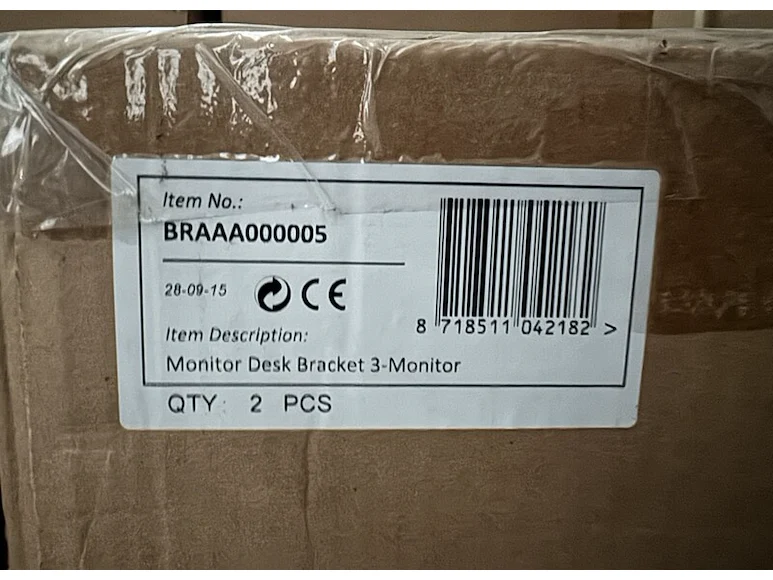 Item No.:
BRAAA000005
28-09-15 CE
Item Description:
Monitor Desk Bracket 3-Monitor
QTY: 2 PCS
8 718511 042182 >